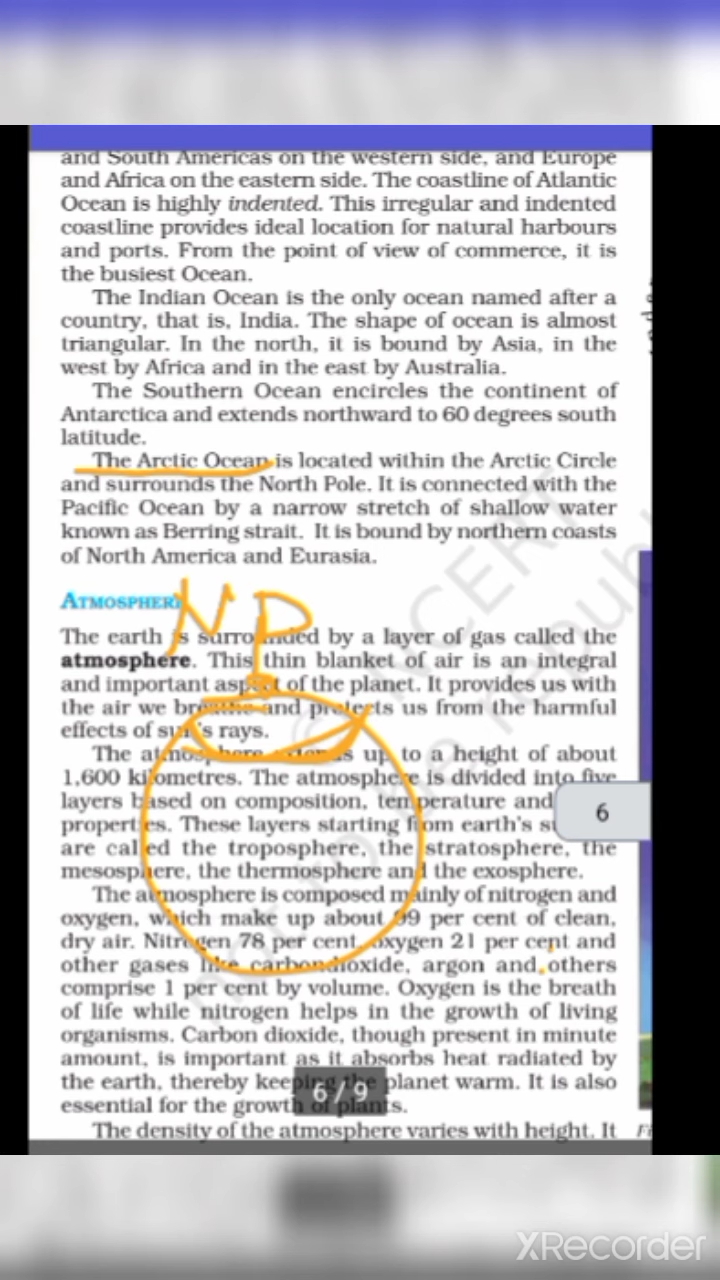 and South Americas on the western side, and Europe
and Africa on the eastern side. The coastline of Atlantic
Ocean is highly indented. This irregular and indented
coastline provides ideal location for natural harbours
and ports. From the point of view of commerce, it is
the busiest Ocean.
The Indian Ocean is the only ocean named after a
country, that is, India. The shape of ocean is almost
triangular. In the north, it is bound by Asia, in the
west by Africa and in the east by Australia.
The Southern Ocean encircles the continent of
Antarctica and extends northward to 60 degrees south
latitude.
The Arctic Ocean is located within the Arctic Circle
and surrounds the North Pole. It is connected with the
Pacific Ocean by a narrow stretch of shallow water
known as Berring strait. It is bound by northern coasts
of North America and Eurasia.
ATMOSPHERE
NP
The earth is surrounded by a layer of gas called the
atmosphere. This thin blanket of air is an integral
and important aspect of the planet. It provides us with
the air we breathe and protects us from the harmful
effects of sun's rays.
The atmosphere extends up to a height of about
1,600 kilometres. The atmosphere is divided into five
layers based on composition, temperature and
properties. These layers starting from earth's
6
are called the troposphere, the stratosphere, the
mesosphere, the thermosphere and the exosphere.
The atmosphere is composed mainly of nitrogen and
oxygen, which make up about 99 per cent of clean,
dry air. Nitrogen 78 per cent, oxygen 21 per cent and
other gases like carbondioxide, argon and others
comprise 1 per cent by volume. Oxygen is the breath
of life while nitrogen helps in the growth of living
organisms. Carbon dioxide, though present in minute
amount, is important as it absorbs heat radiated by
the earth, thereby keeping the planet warm. It is also
essential for the growth of plants.
6/9
The density of the atmosphere varies with height. It
© NCERT
not to be republ
XRecorder